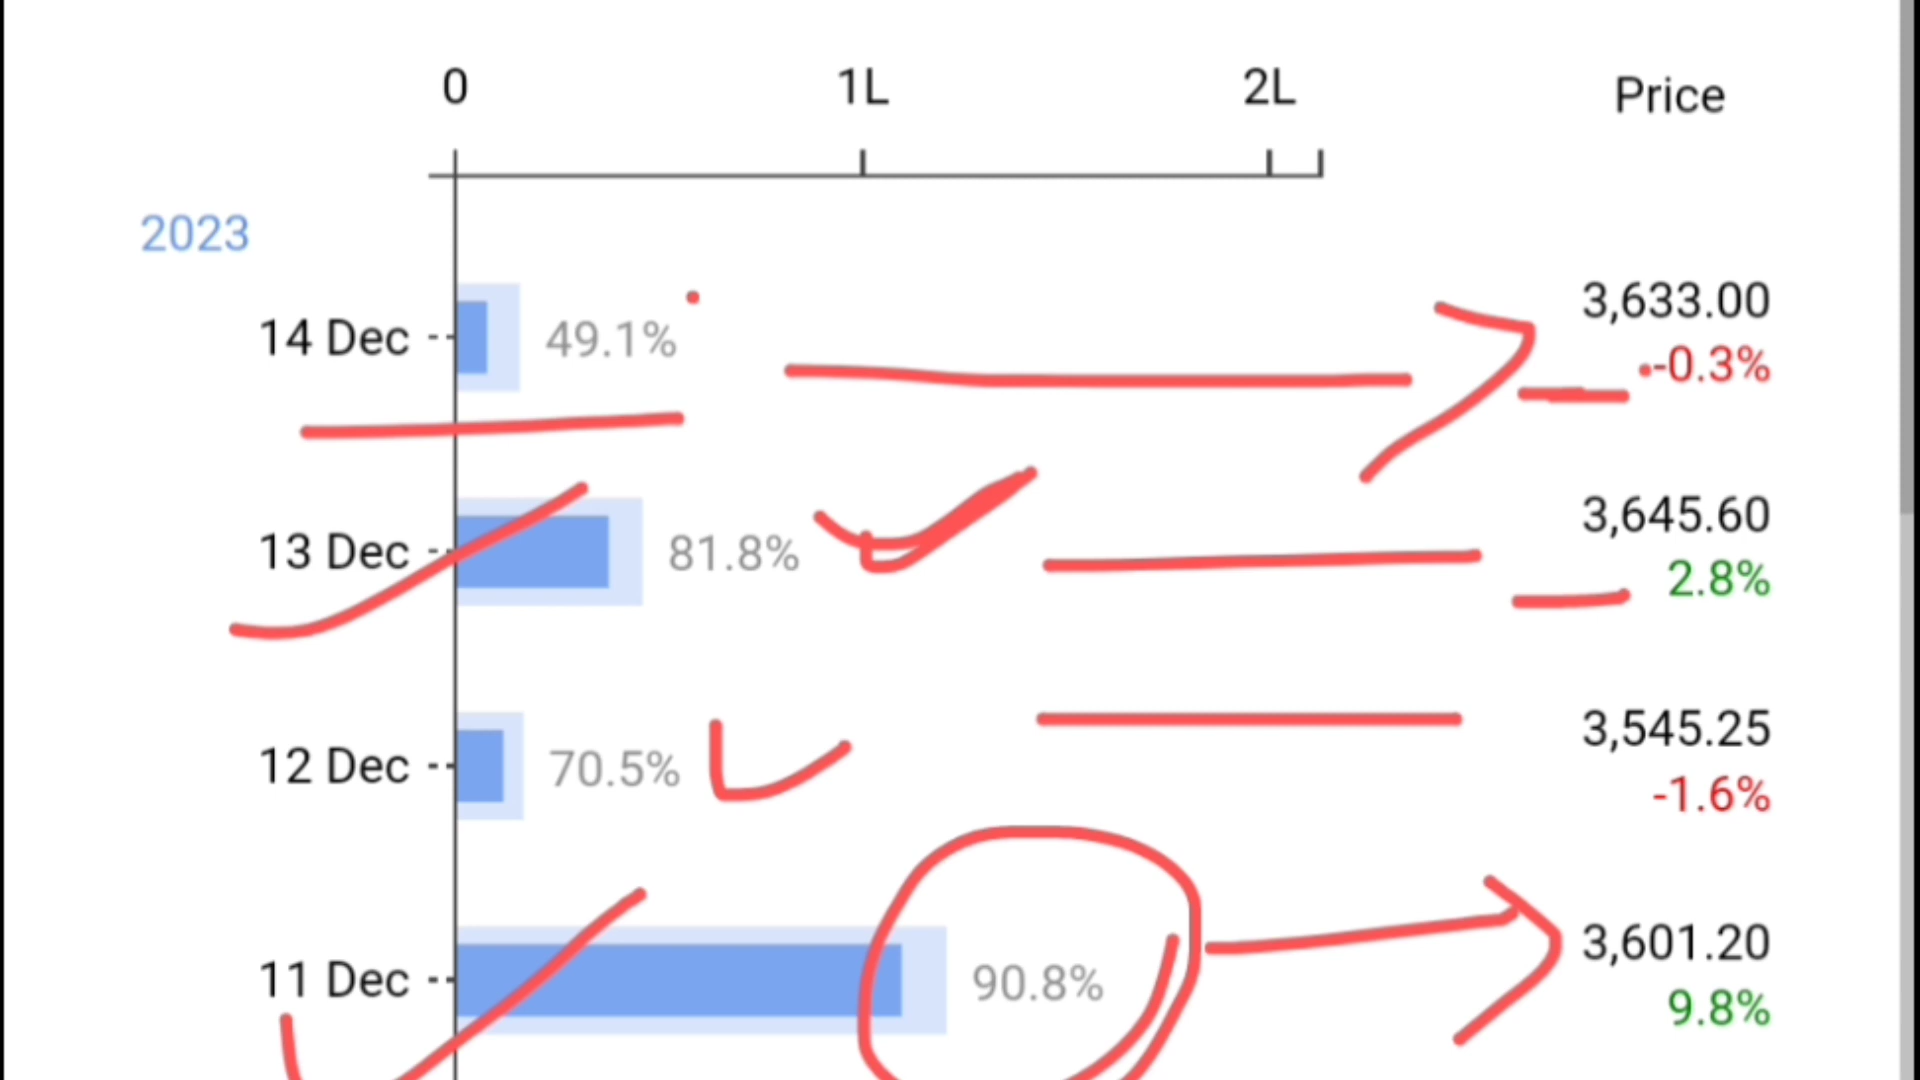 0 1L 2L Price
2023
14 Dec 49.1% 3,633.00
-0.3%
13 Dec 81.8% 3,645.60
2.8%
12 Dec 70.5% 3,545.25
-1.6%
11 Dec 90.8% 3,601.20
9.8%